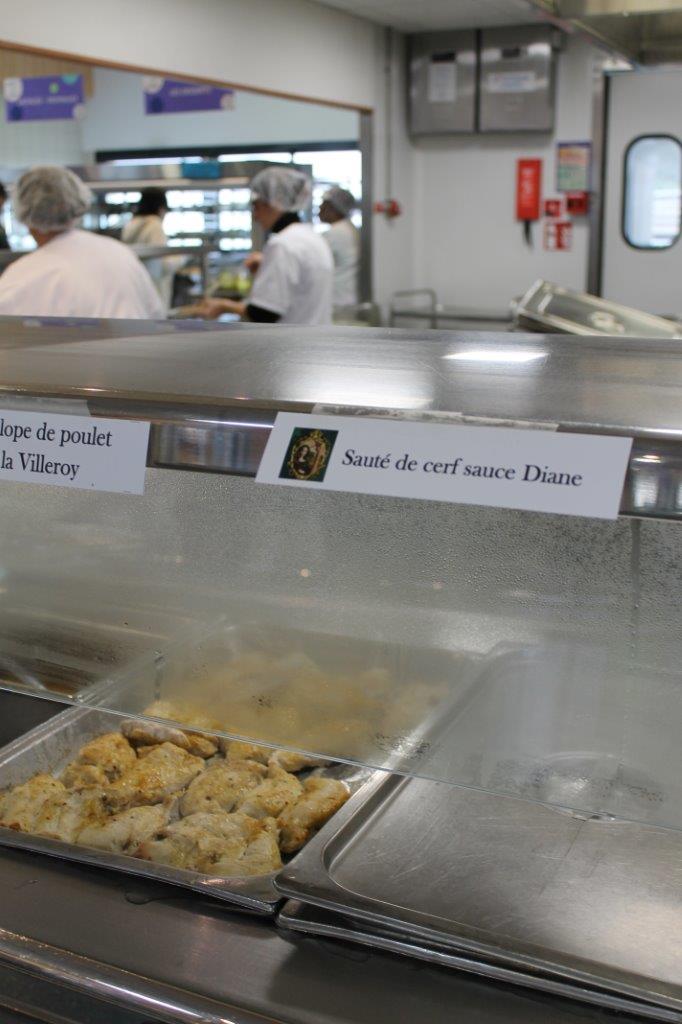 lope de poulet
la Villeroy
Sauté de cerf sauce Diane